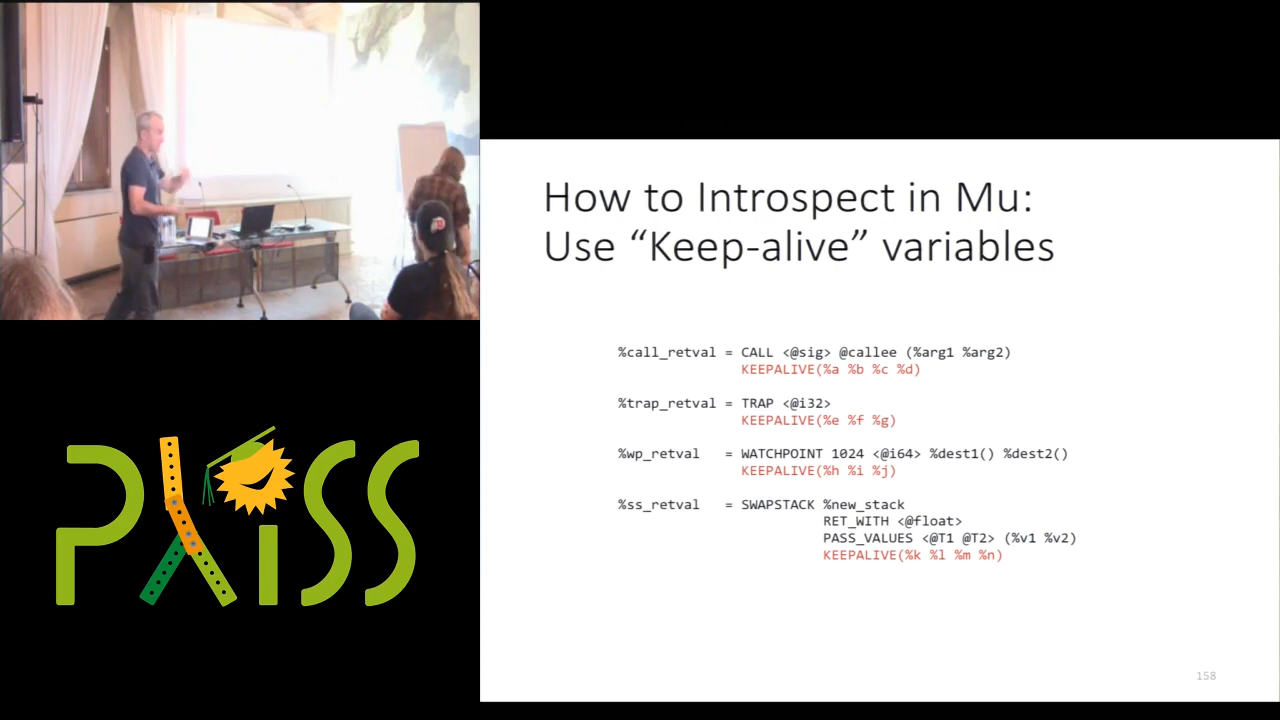 How to Introspect in Mu:
Use “Keep-alive” variables
%call_retval = CALL <@sig> @callee (%arg1 %arg2)
KEEPALIVE(%a %b %c %d)
%trap_retval = TRAP <@i32>
KEEPALIVE(%e %f %g)
%wp_retval = WATCHPOINT 1024 <@i64> %dest1() %dest2()
KEEPALIVE(%h %i %j)
%ss_retval = SWAPSTACK %new_stack
RET_WITH <@float>
PASS_VALUES <@T1 @T2> (%v1 %v2)
KEEPALIVE(%k %l %m %n)
158
PLISS